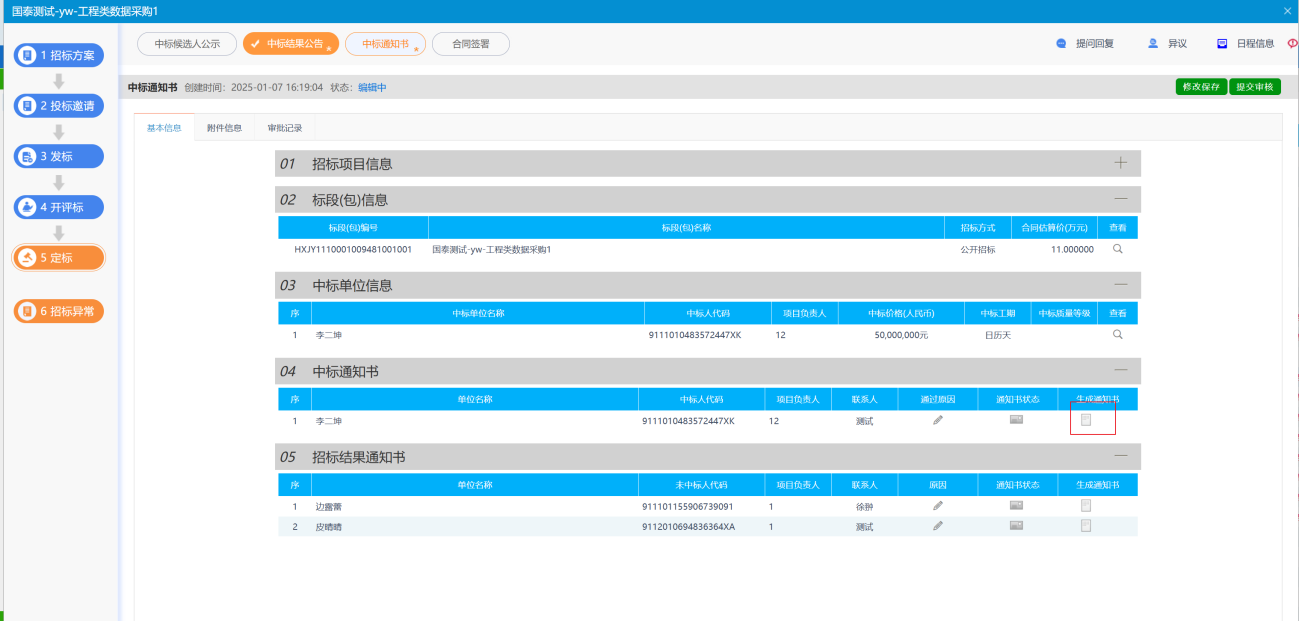 国泰测试-yw-工程类数据采购1
1 招标方案
2 投标邀请
3 发标
4 开评标
5 定标
6 招标异常
中标候选人公示 中标结果公告 中标通知书 合同签署
提问回复 异议 日程信息
中标通知书 创建时间: 2025-01-07 16:19:04 状态: 编辑中
修改保存 提交审核
基本信息 附件信息 审批记录
01 招标项目信息
02 标段(包)信息
标段(包)编号 标段(包)名称 招标方式 合同估算价(万元) 查看
HXJY1110001009481001001 国泰测试-yw-工程类数据采购1 公开招标 11.000000
03 中标单位信息
序 中标单位名称 中标人代码 项目负责人 中标价格(人民币) 中标工期 中标质量等级 查看
1 李二坤 9111010483572447XK 12 50,000,000元 日历天
04 中标通知书
序 单位名称 中标人代码 项目负责人 联系人 通过原因 通知书状态 生成通知书
1 李二坤 9111010483572447XK 12 测试
05 招标结果通知书
序 单位名称 未中标人代码 项目负责人 联系人 原因 通知书状态 生成通知书
1 边露蕾 911101155906739091 1 徐翀
2 皮晴晴 9112010694836364XA 1 测试